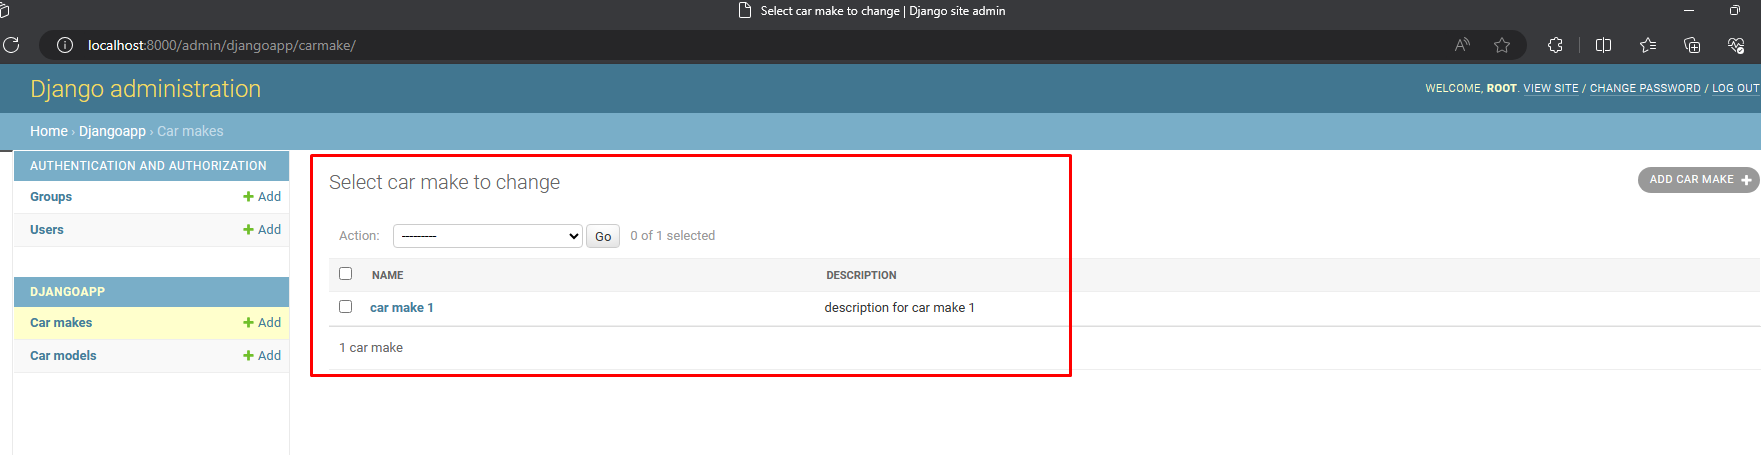 Select car make to change | Django site admin
localhost:8000/admin/djangoapp/carmake/
Django administration
WELCOME, ROOT. VIEW SITE / CHANGE PASSWORD / LOG OUT
Home › Djangoapp › Car makes
AUTHENTICATION AND AUTHORIZATION
Groups + Add
Users + Add
DJANGOAPP
Car makes + Add
Car models + Add
Select car make to change
ADD CAR MAKE +
Action: --------- Go 0 of 1 selected
NAME DESCRIPTION
car make 1 description for car make 1
1 car make